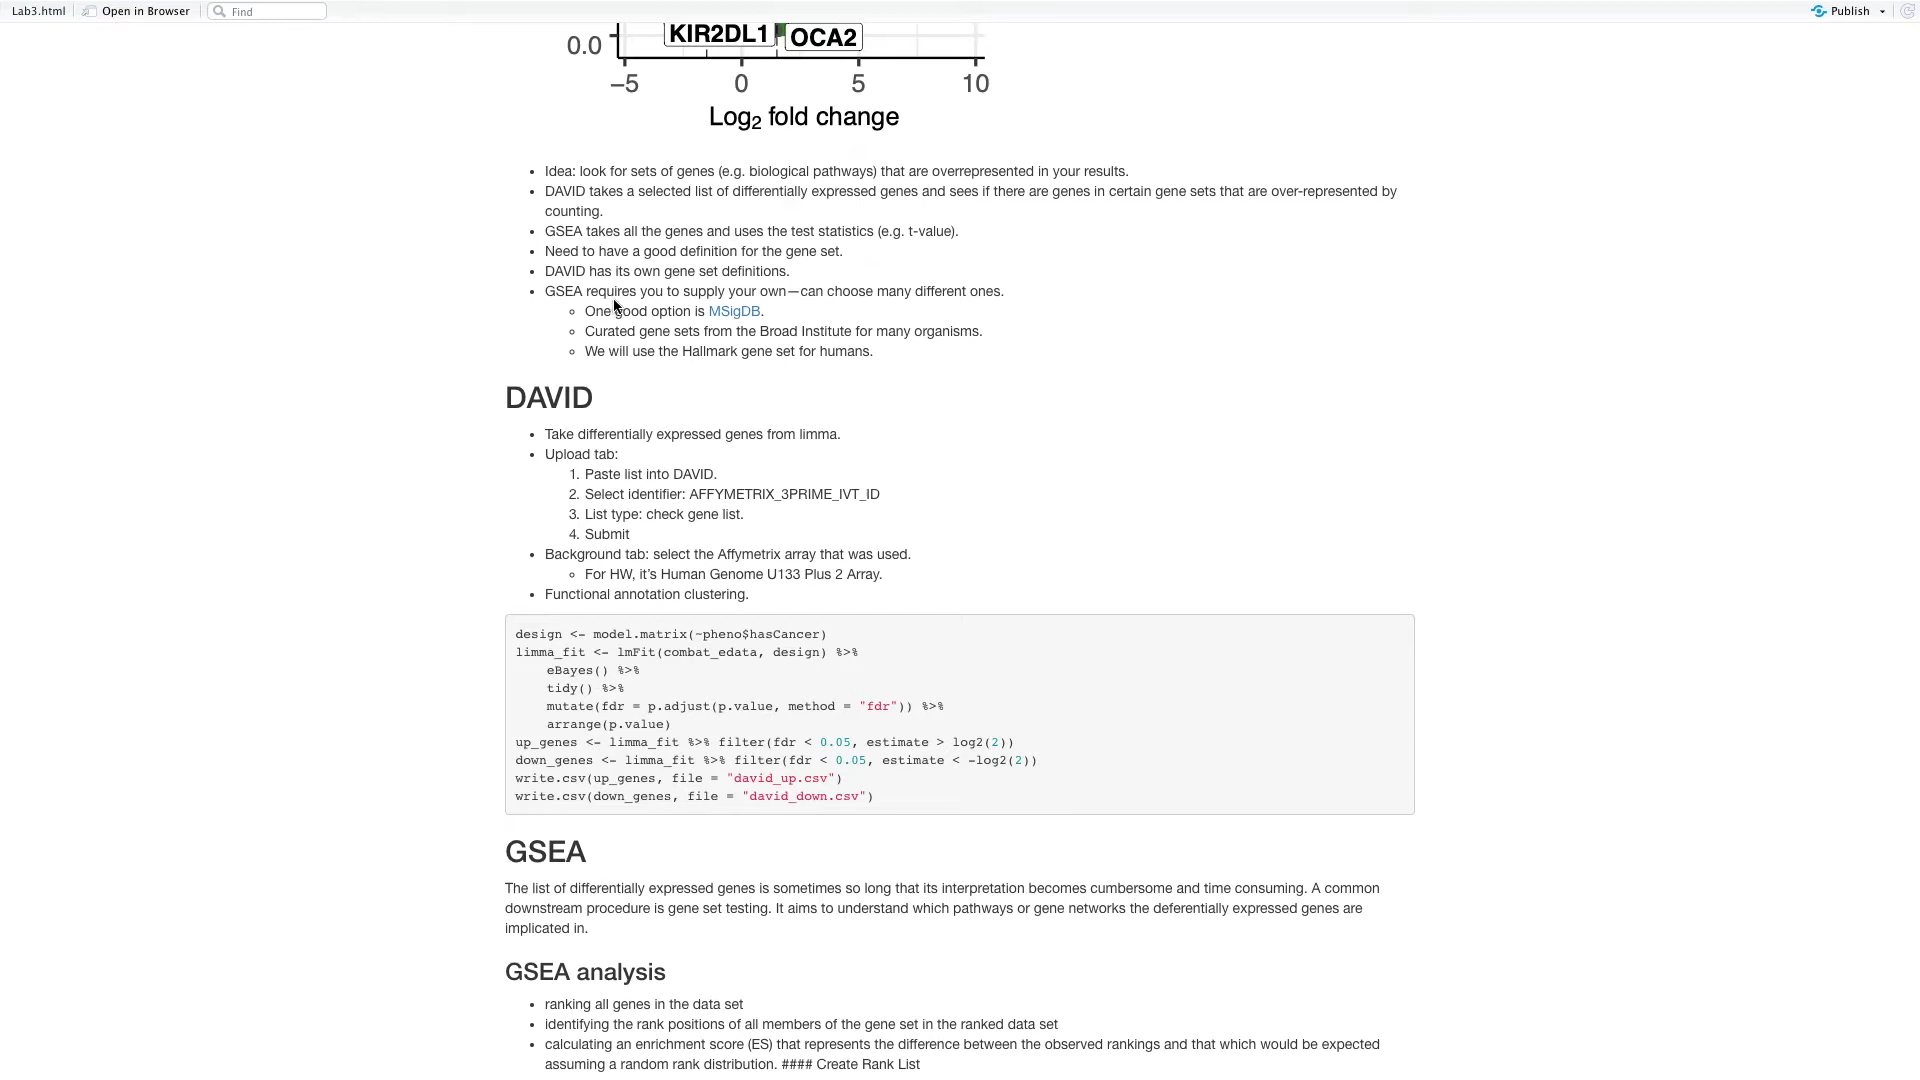 Lab3.html Open in Browser Find Publish
KIR2DL1 OCA2
0.0
−5 0 5 10
Log2 fold change
• Idea: look for sets of genes (e.g. biological pathways) that are overrepresented in your results.
• DAVID takes a selected list of differentially expressed genes and sees if there are genes in certain gene sets that are over-represented by
counting.
• GSEA takes all the genes and uses the test statistics (e.g. t-value).
• Need to have a good definition for the gene set.
• DAVID has its own gene set definitions.
• GSEA requires you to supply your own—can choose many different ones.
◦ One good option is MSigDB.
◦ Curated gene sets from the Broad Institute for many organisms.
◦ We will use the Hallmark gene set for humans.
DAVID
• Take differentially expressed genes from limma.
• Upload tab:
1. Paste list into DAVID.
2. Select identifier: AFFYMETRIX_3PRIME_IVT_ID
3. List type: check gene list.
4. Submit
• Background tab: select the Affymetrix array that was used.
◦ For HW, it's Human Genome U133 Plus 2 Array.
• Functional annotation clustering.
design <- model.matrix(~pheno$hasCancer)
limma_fit <- lmFit(combat_edata, design) %>%
    eBayes() %>%
    tidy() %>%
    mutate(fdr = p.adjust(p.value, method = "fdr")) %>%
    arrange(p.value)
up_genes <- limma_fit %>% filter(fdr < 0.05, estimate > log2(2))
down_genes <- limma_fit %>% filter(fdr < 0.05, estimate < -log2(2))
write.csv(up_genes, file = "david_up.csv")
write.csv(down_genes, file = "david_down.csv")
GSEA
The list of differentially expressed genes is sometimes so long that its interpretation becomes cumbersome and time consuming. A common
downstream procedure is gene set testing. It aims to understand which pathways or gene networks the deferentially expressed genes are
implicated in.
GSEA analysis
• ranking all genes in the data set
• identifying the rank positions of all members of the gene set in the ranked data set
• calculating an enrichment score (ES) that represents the difference between the observed rankings and that which would be expected
assuming a random rank distribution. #### Create Rank List